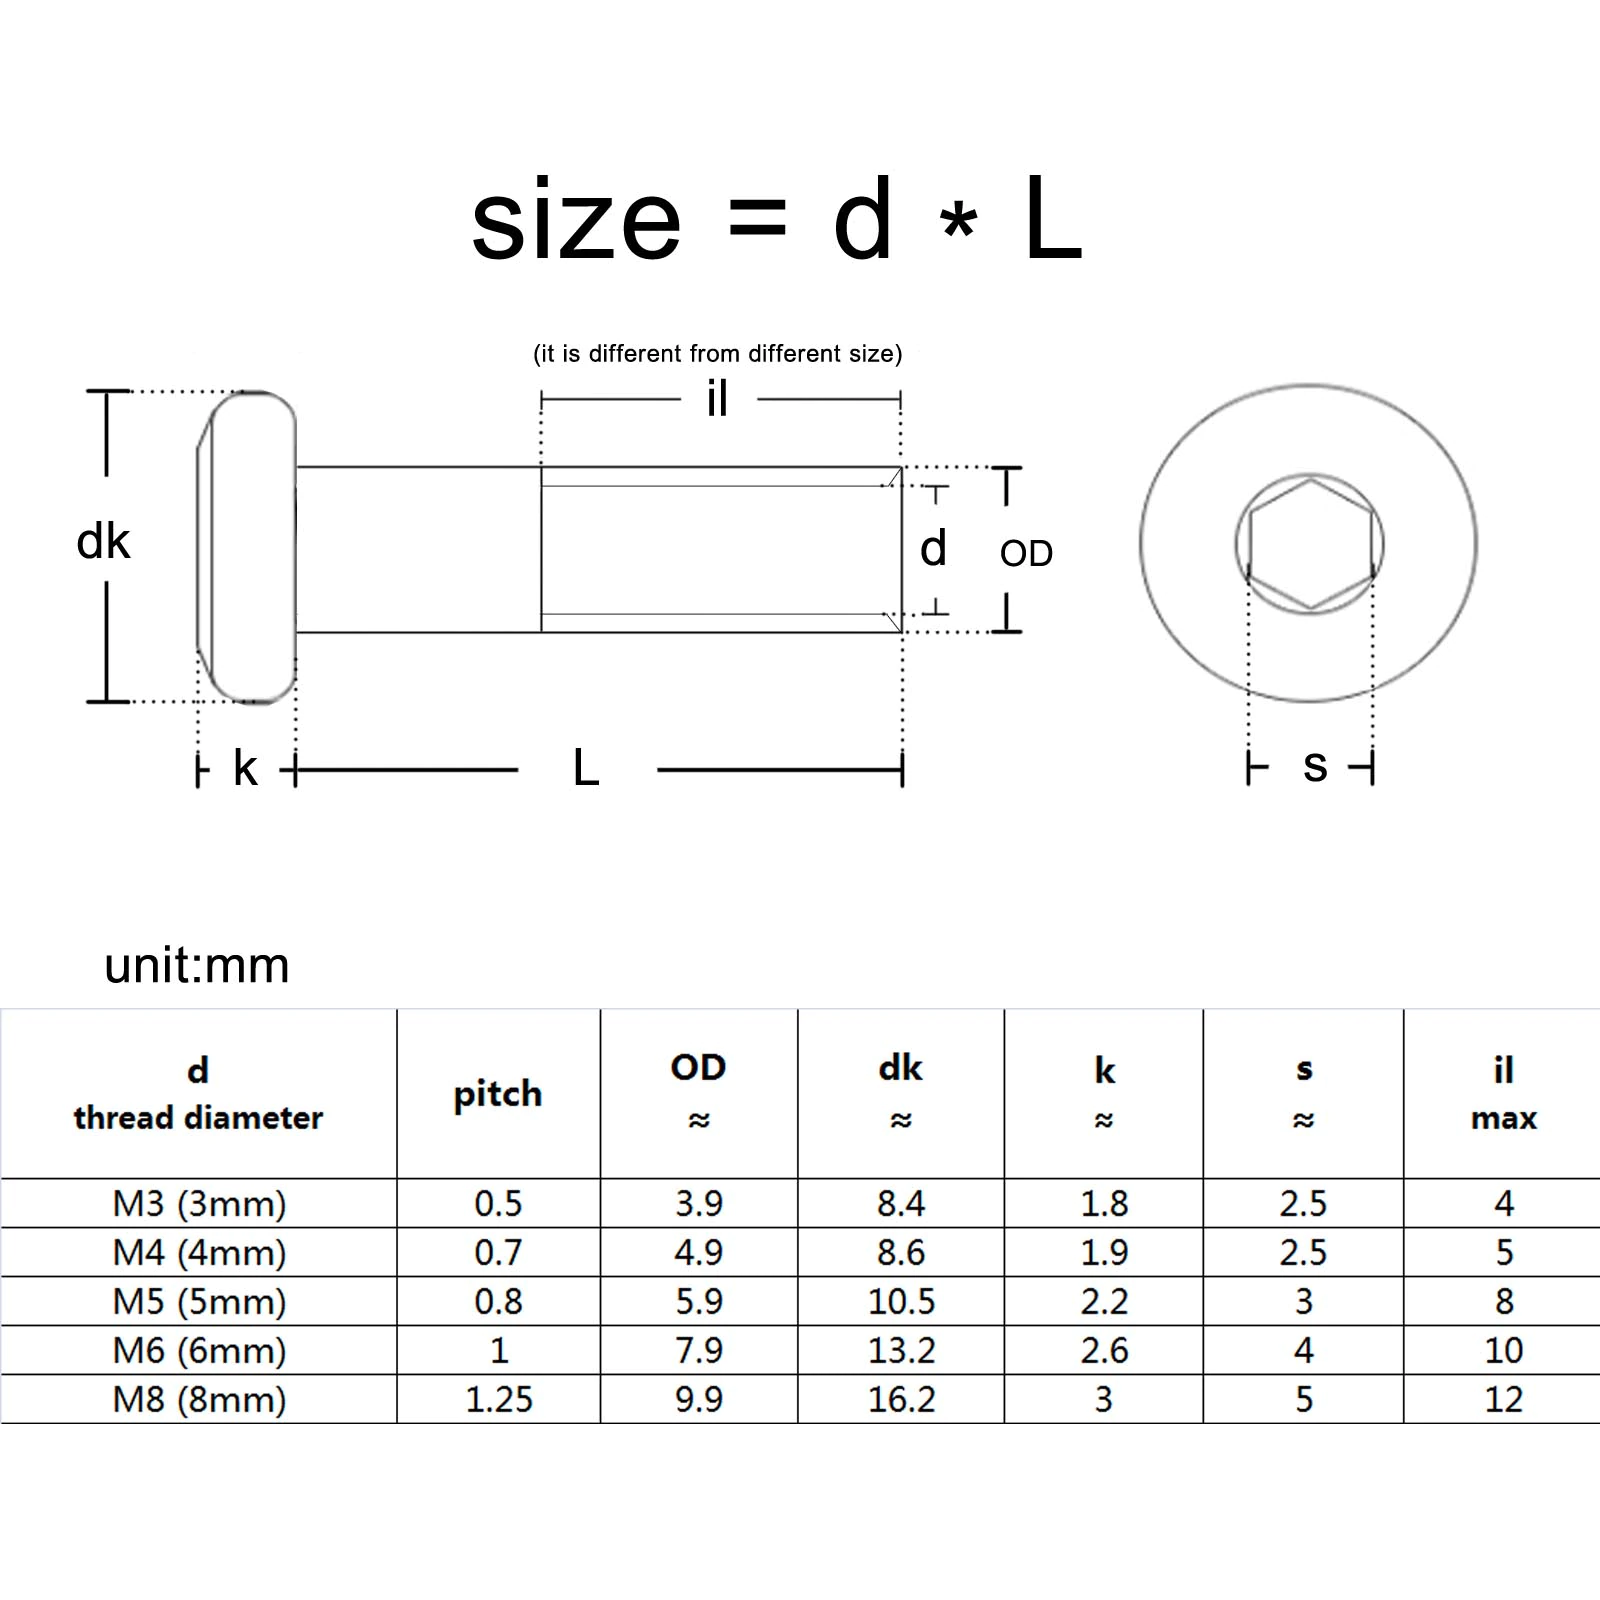 size = d * L
(it is different from different size)
il
dk
d
OD
k
L
s
unit:mm
d thread diameter pitch OD ≈ dk ≈ k ≈ s ≈ il max
M3 (3mm) 0.5 3.9 8.4 1.8 2.5 4
M4 (4mm) 0.7 4.9 8.6 1.9 2.5 5
M5 (5mm) 0.8 5.9 10.5 2.2 3 8
M6 (6mm) 1 7.9 13.2 2.6 4 10
M8 (8mm) 1.25 9.9 16.2 3 5 12